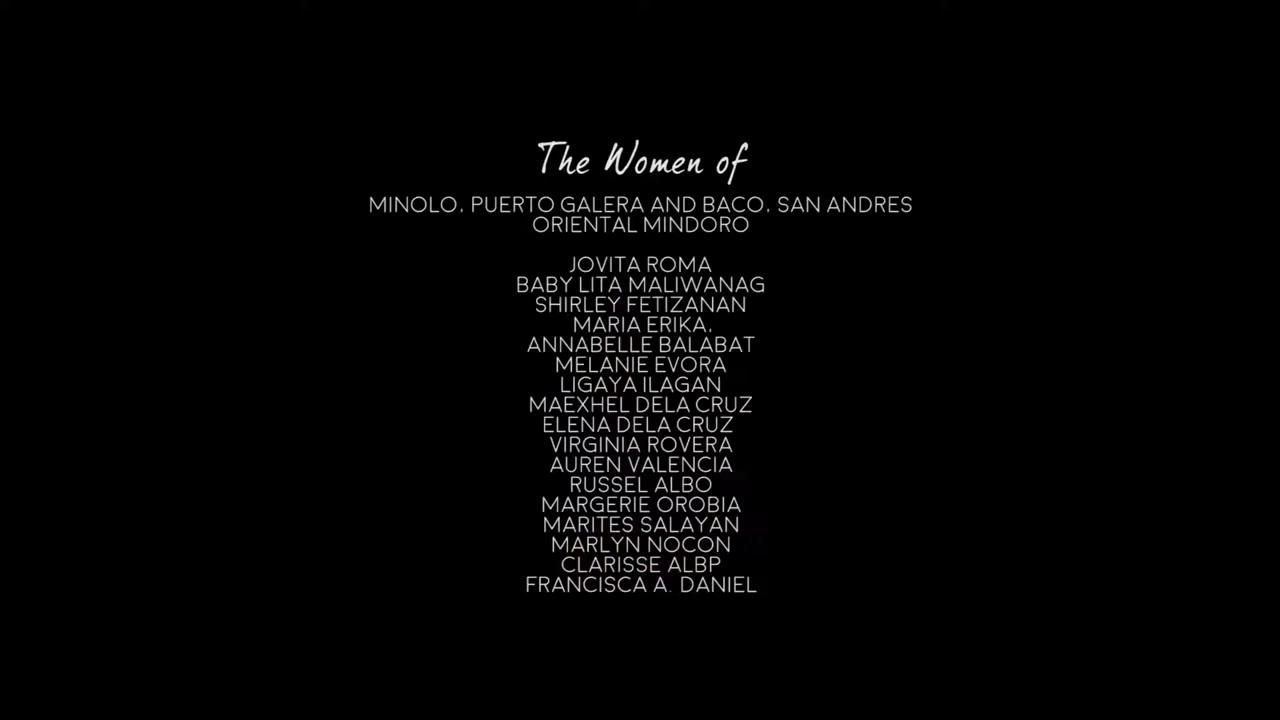 The Women of
MINOLO, PUERTO GALERA AND BACO, SAN ANDRES
ORIENTAL MINDORO
JOVITA ROMA
BABY LITA MALIWANAG
SHIRLEY FETIZANAN
MARIA ERIKA,
ANNABELLE BALABAT
MELANIE EVORA
LIGAYA ILAGAN
MAEXHEL DELA CRUZ
ELENA DELA CRUZ
VIRGINIA ROVERA
AUREN VALENCIA
RUSSEL ALBO
MARGERIE OROBIA
MARITES SALAYAN
MARLYN NOCON
CLARISSE ALBP
FRANCISCA A. DANIEL